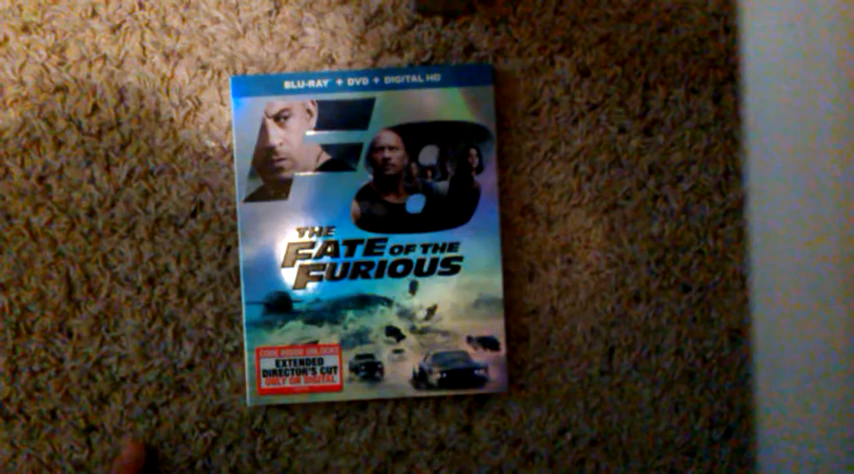 BLU-RAY + DVD + DIGITAL HD
F8
THE
FATE OF THE
FURIOUS
CODE INSIDE UNLOCKS
EXTENDED
DIRECTOR'S CUT
ONLY ON DIGITAL